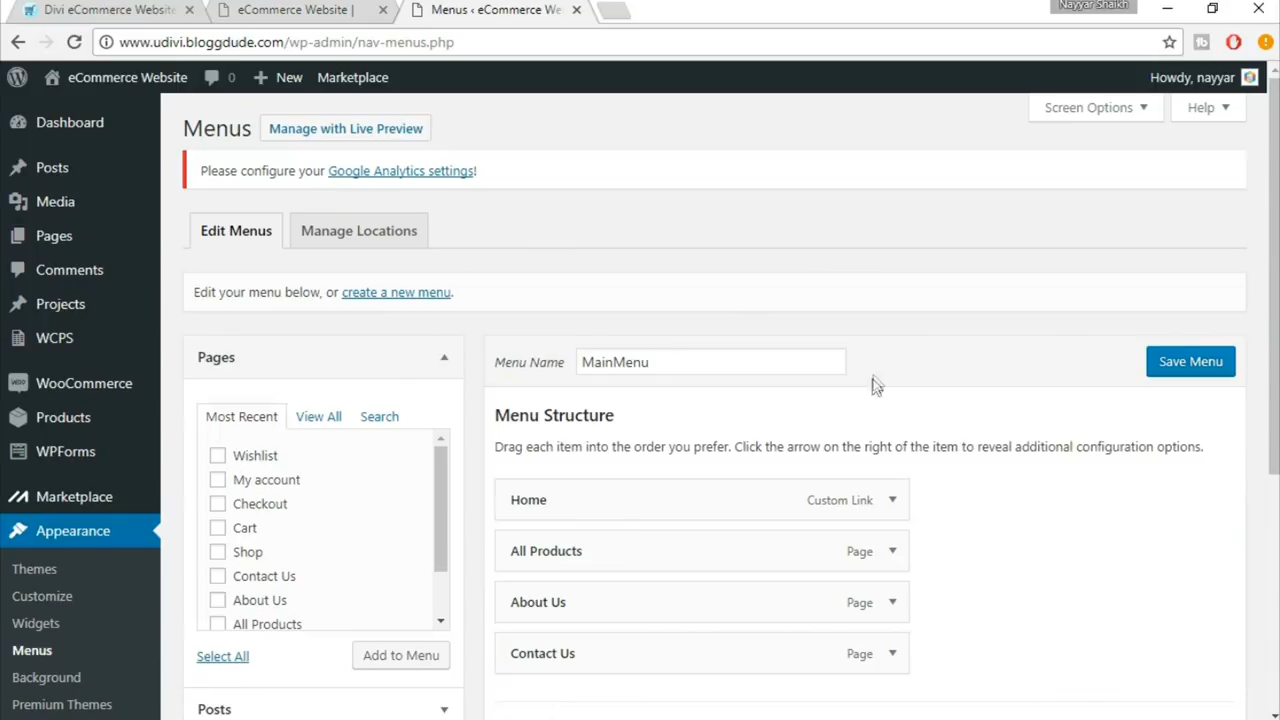 Divi eCommerce Website
eCommerce Website |
Menus ‹ eCommerce We
Nayyar Shaikh
www.udivi.bloggdude.com/wp-admin/nav-menus.php
eCommerce Website
0
New
Marketplace
Howdy, nayyar
Dashboard
Posts
Media
Pages
Comments
Projects
WCPS
WooCommerce
Products
WPForms
Marketplace
Appearance
Themes
Customize
Widgets
Menus
Background
Premium Themes
Screen Options
Help
Menus
Manage with Live Preview
Please configure your Google Analytics settings!
Edit Menus
Manage Locations
Edit your menu below, or create a new menu.
Pages
Most Recent
View All
Search
Wishlist
My account
Checkout
Cart
Shop
Contact Us
About Us
All Products
Select All
Add to Menu
Posts
Menu Name
MainMenu
Save Menu
Menu Structure
Drag each item into the order you prefer. Click the arrow on the right of the item to reveal additional configuration options.
Home
Custom Link
All Products
Page
About Us
Page
Contact Us
Page